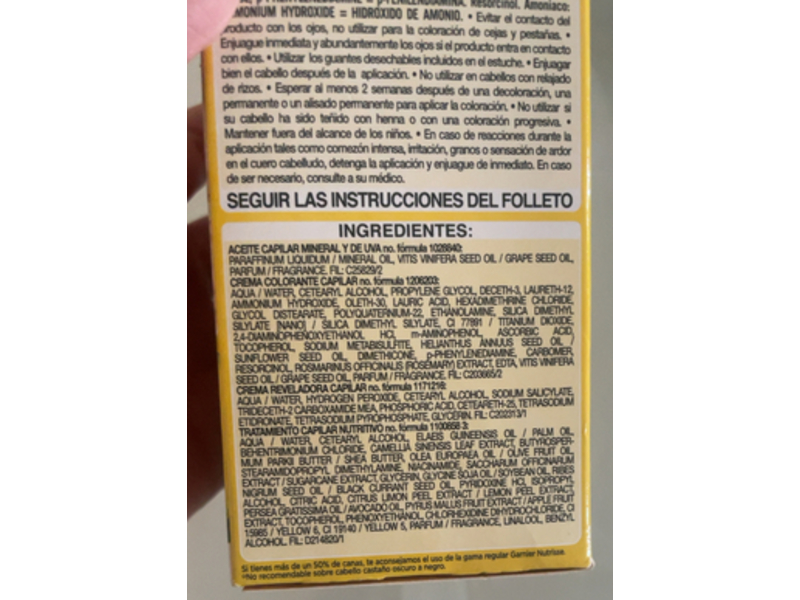 p-PHENYLENEDIAMINE = p-FENILENDIAMINA. Resorcinol. Amoniaco:
AMMONIUM HYDROXIDE = HIDRÓXIDO DE AMONIO. • Evitar el contacto del
producto con los ojos, no utilizar para la coloración de cejas y pestañas. •
Enjuague inmediata y abundantemente los ojos si el producto entra en contacto
con ellos. • Utilizar los guantes desechables incluidos en el estuche. • Enjuagar
bien el cabello después de la aplicación. • No utilizar en cabellos con relajado
de rizos. • Esperar al menos 2 semanas después de una decoloración, una
permanente o un alisado permanente para aplicar la coloración. • No utilizar si
su cabello ha sido teñido con henna o con una coloración progresiva. •
Mantener fuera del alcance de los niños. • En caso de reacciones durante la
aplicación tales como comezón intensa, irritación, granos o sensación de ardor
en el cuero cabelludo, detenga la aplicación y enjuague de inmediato. En caso
de ser necesario, consulte a su médico.
SEGUIR LAS INSTRUCCIONES DEL FOLLETO
INGREDIENTES:
ACEITE CAPILAR MINERAL Y DE UVA no. fórmula 1028840:
PARAFFINUM LIQUIDUM / MINERAL OIL, VITIS VINIFERA SEED OIL / GRAPE SEED OIL,
PARFUM / FRAGRANCE. FIL: C25829/2
CREMA COLORANTE CAPILAR no. fórmula 1206203:
AQUA / WATER, CETEARYL ALCOHOL, PROPYLENE GLYCOL, DECETH-3, LAURETH-12,
AMMONIUM HYDROXIDE, OLETH-30, LAURIC ACID, HEXADIMETHRINE CHLORIDE,
GLYCOL DISTEARATE, POLYQUATERNIUM-22, ETHANOLAMINE, SILICA DIMETHYL
SILYLATE [NANO] / SILICA DIMETHYL SILYLATE, CI 77891 / TITANIUM DIOXIDE,
2,4-DIAMINOPHENOXYETHANOL HCl, m-AMINOPHENOL, ASCORBIC ACID,
TOCOPHEROL, SODIUM METABISULFITE, HELIANTHUS ANNUUS SEED OIL /
SUNFLOWER SEED OIL, DIMETHICONE, p-PHENYLENEDIAMINE, CARBOMER,
RESORCINOL, ROSMARINUS OFFICINALIS (ROSEMARY) EXTRACT, EDTA, VITIS VINIFERA
SEED OIL / GRAPE SEED OIL, PARFUM / FRAGRANCE. FIL: C203665/2
CREMA REVELADORA CAPILAR no. fórmula 1171216:
AQUA / WATER, HYDROGEN PEROXIDE, CETEARYL ALCOHOL, SODIUM SALICYLATE,
TRIDECETH-2 CARBOXAMIDE MEA, PHOSPHORIC ACID, CETEARETH-25, TETRASODIUM
ETIDRONATE, TETRASODIUM PYROPHOSPHATE, GLYCERIN. FIL: C202313/1
TRATAMIENTO CAPILAR NUTRITIVO no. fórmula 1100858 3:
AQUA / WATER, CETEARYL ALCOHOL, ELAEIS GUINEENSIS OIL / PALM OIL,
BEHENTRIMONIUM CHLORIDE, CAMELLIA SINENSIS LEAF EXTRACT, BUTYROSPER-
MUM PARKII BUTTER / SHEA BUTTER, OLEA EUROPAEA OIL / OLIVE FRUIT OIL,
STEARAMIDOPROPYL DIMETHYLAMINE, NIACINAMIDE, SACCHARUM OFFICINARUM
EXTRACT / SUGARCANE EXTRACT, GLYCERIN, GLYCINE SOJA OIL / SOYBEAN OIL, RIBES
NIGRUM SEED OIL / BLACK CURRANT SEED OIL, PYRIDOXINE HCl, ISOPROPYL
ALCOHOL, CITRIC ACID, CITRUS LIMON PEEL EXTRACT / LEMON PEEL EXTRACT,
PERSEA GRATISSIMA OIL / AVOCADO OIL, PYRUS MALUS FRUIT EXTRACT / APPLE FRUIT
EXTRACT, TOCOPHEROL, PHENOXYETHANOL, CHLORHEXIDINE DIHYDROCHLORIDE, CI
15985 / YELLOW 6, CI 19140 / YELLOW 5, PARFUM / FRAGRANCE, LINALOOL, BENZYL
ALCOHOL. FIL: D214820/1
Si tienes más de un 50% de canas, te aconsejamos el uso de la gama regular Garnier Nutrisse.
*No recomendable sobre cabello castaño oscuro a negro.